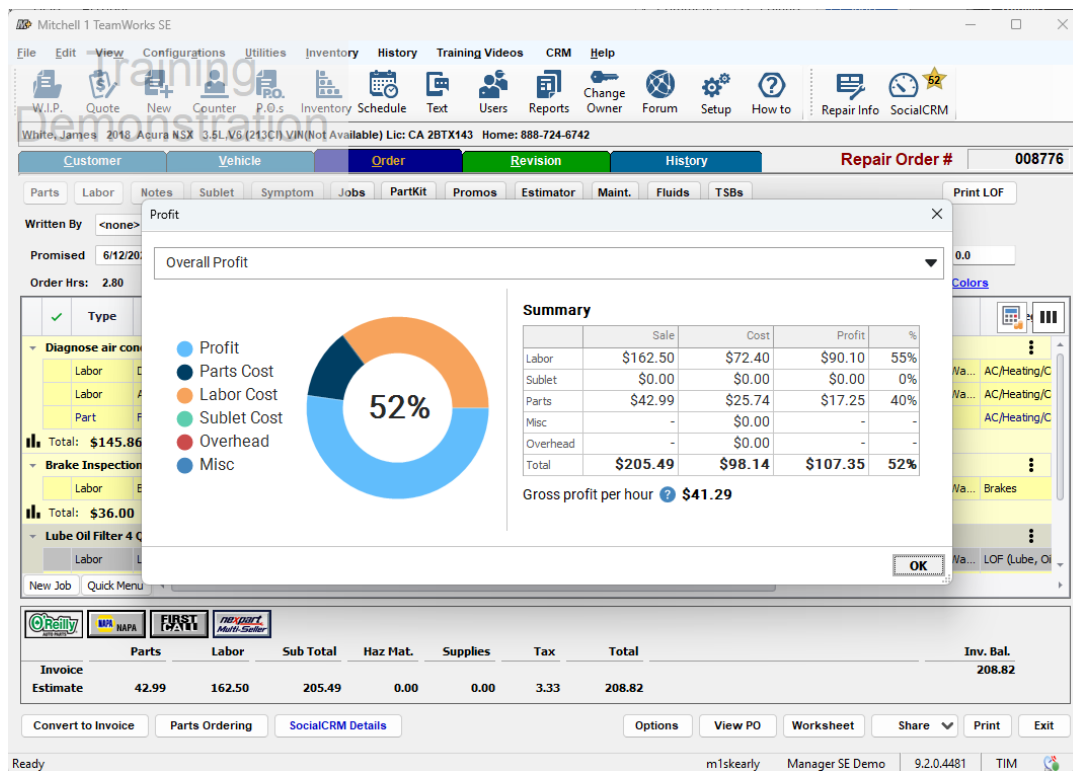 Mitchell 1 TeamWorks SE
File Edit View Configurations Utilities Inventory History Training Videos CRM Help
Training
Demonstration
W.I.P. Quote New Counter P.O.s Inventory Schedule Text Users Reports Change Owner Forum Setup How to Repair Info SocialCRM
P.O. 52
White, James 2018 Acura NSX 3.5L,V6 (213CI) VIN(Not Available) Lic: CA 2BTX143 Home: 888-724-6742
Customer Vehicle Order Revision History Repair Order # 008776
Parts Labor Notes Sublet Symptom Jobs PartKit Promos Estimator Maint. Fluids TSBs Print LOF
Written By <none>
Profit
Promised 6/12/20 0.0
Overall Profit
Order Hrs: 2.80 Colors
Type
Diagnose air con
Labor AC/Heating/C
Labor AC/Heating/C
Part AC/Heating/C
Total: $145.86
Brake Inspection
Labor Brakes
Total: $36.00
Lube Oil Filter 4 Q
Labor LOF (Lube, Oi
Profit
Parts Cost
Labor Cost
Sublet Cost
Overhead
Misc
52%
Summary
Sale Cost Profit %
Labor $162.50 $72.40 $90.10 55%
Sublet $0.00 $0.00 $0.00 0%
Parts $42.99 $25.74 $17.25 40%
Misc - $0.00 - -
Overhead - $0.00 - -
Total $205.49 $98.14 $107.35 52%
Gross profit per hour ? $41.29
OK
New Job Quick Menu
O'Reilly AUTO PARTS NAPA NAPA FIRST CALL nexpart Multi-Seller
Parts Labor Sub Total Haz Mat. Supplies Tax Total Inv. Bal.
Invoice 208.82
Estimate 42.99 162.50 205.49 0.00 0.00 3.33 208.82
Convert to Invoice Parts Ordering SocialCRM Details Options View PO Worksheet Share Print Exit
Ready m1skearly Manager SE Demo 9.2.0.4481 TIM